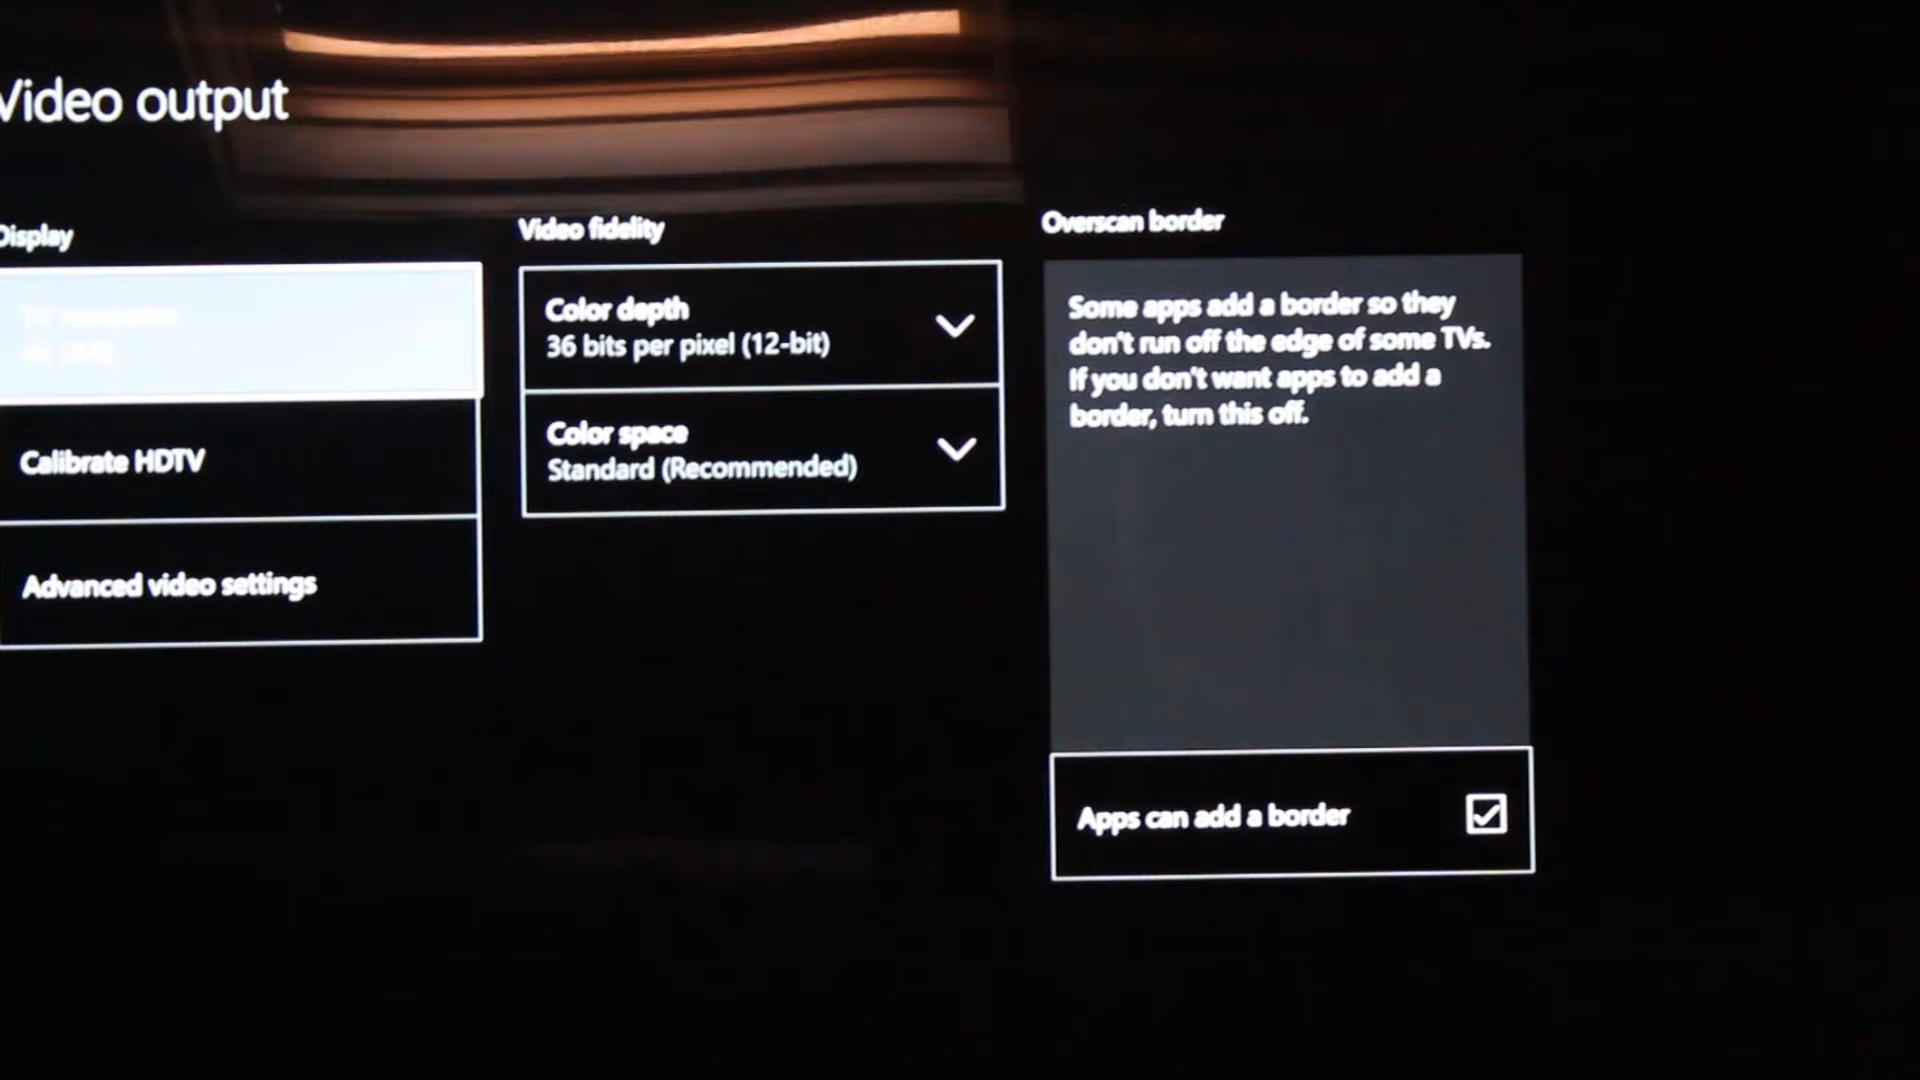 Video output
Display
TV resolution
Calibrate HDTV
Advanced video settings
Video fidelity
Color depth
36 bits per pixel (12-bit)
Color space
Standard (Recommended)
Overscan border
Some apps add a border so they
don't run off the edge of some TVs.
If you don't want apps to add a
border, turn this off.
Apps can add a border